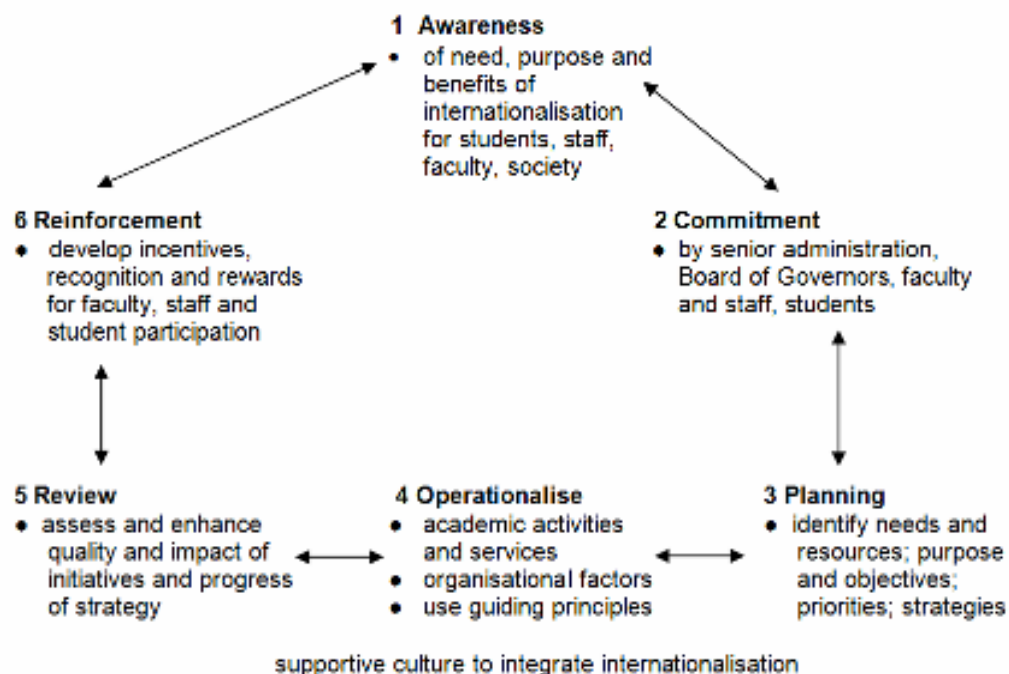 1 Awareness
• of need, purpose and
benefits of
internationalisation
for students, staff,
faculty, society
6 Reinforcement
• develop incentives,
recognition and rewards
for faculty, staff and
student participation
2 Commitment
• by senior administration,
Board of Governors, faculty
and staff, students
5 Review
• assess and enhance
quality and impact of
initiatives and progress
of strategy
4 Operationalise
• academic activities
and services
• organisational factors
• use guiding principles
3 Planning
• identify needs and
resources; purpose
and objectives;
priorities; strategies
supportive culture to integrate internationalisation